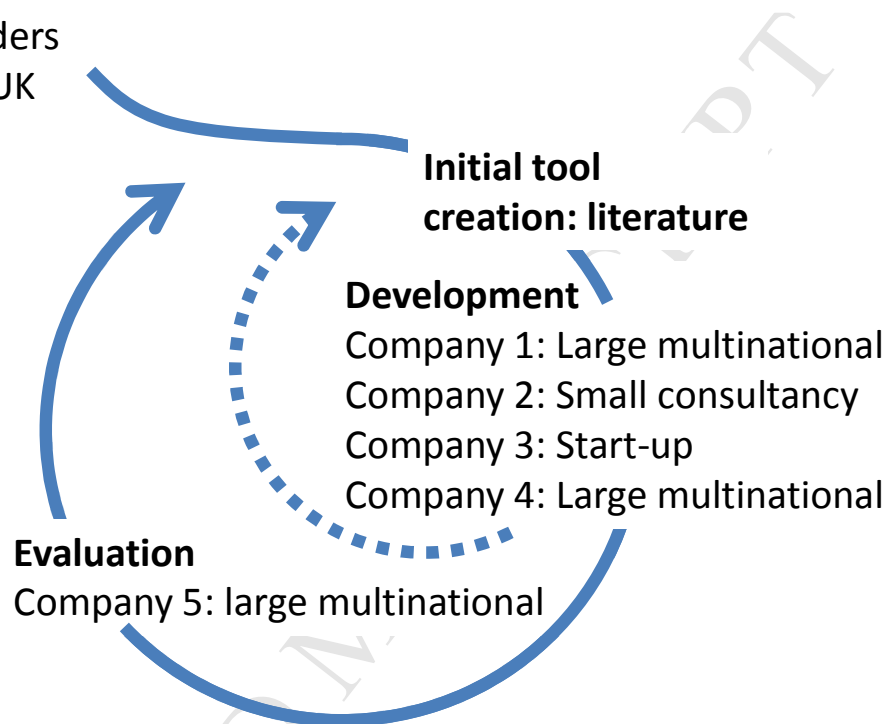 UK
Initial tool
creation: literature
Development
Company 1: Large multinational
Company 2: Small consultancy
Company 3: Start-up
Company 4: Large multinational
Evaluation
Company 5: large multinational